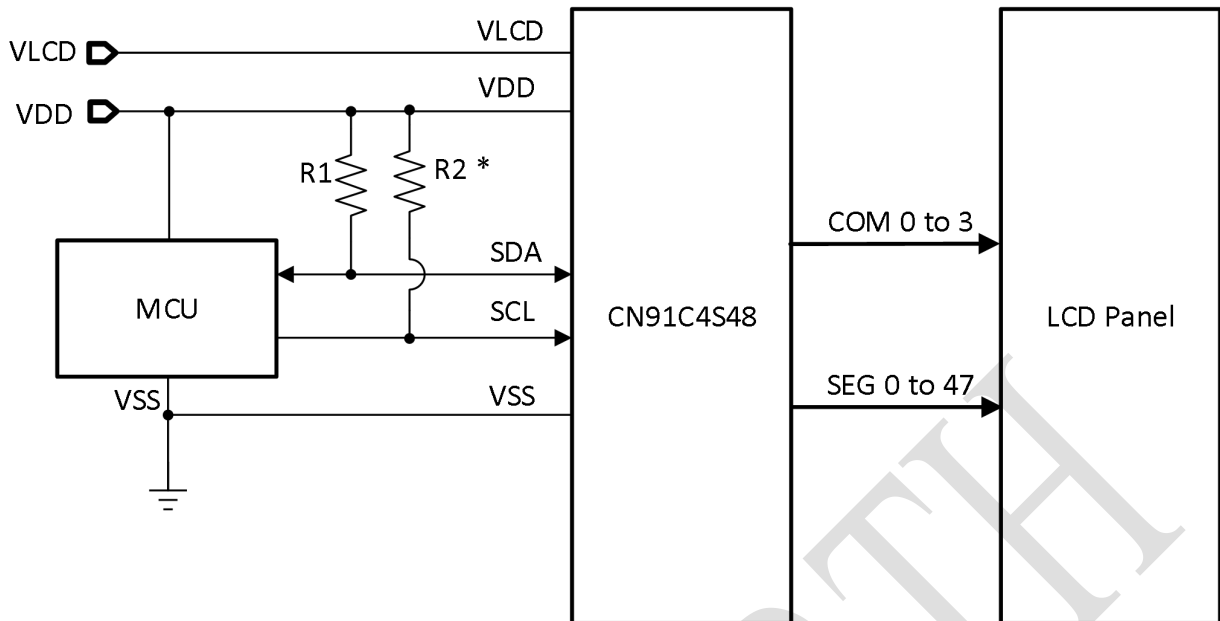 VLCD
VLCD
VDD
VDD
R1
R2 *
COM 0 to 3
SDA
MCU
SCL
CN91C4S48
LCD Panel
SEG 0 to 47
VSS
VSS